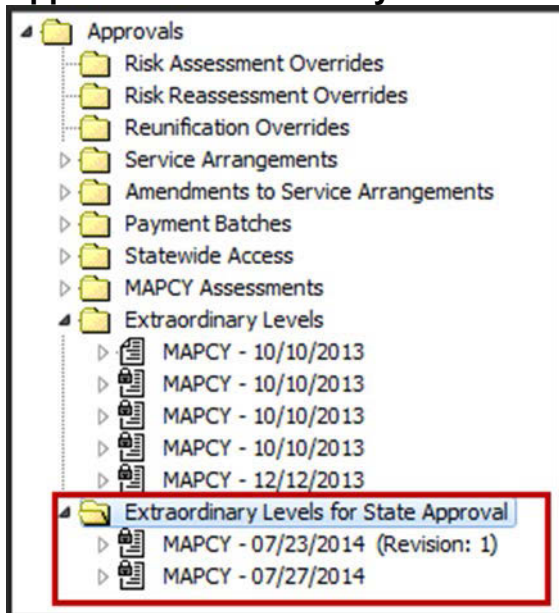 Approvals
Risk Assessment Overrides
Risk Reassessment Overrides
Reunification Overrides
Service Arrangements
Amendments to Service Arrangements
Payment Batches
Statewide Access
MAPCY Assessments
Extraordinary Levels
MAPCY - 10/10/2013
MAPCY - 10/10/2013
MAPCY - 10/10/2013
MAPCY - 10/10/2013
MAPCY - 12/12/2013
Extraordinary Levels for State Approval
MAPCY - 07/23/2014 (Revision: 1)
MAPCY - 07/27/2014